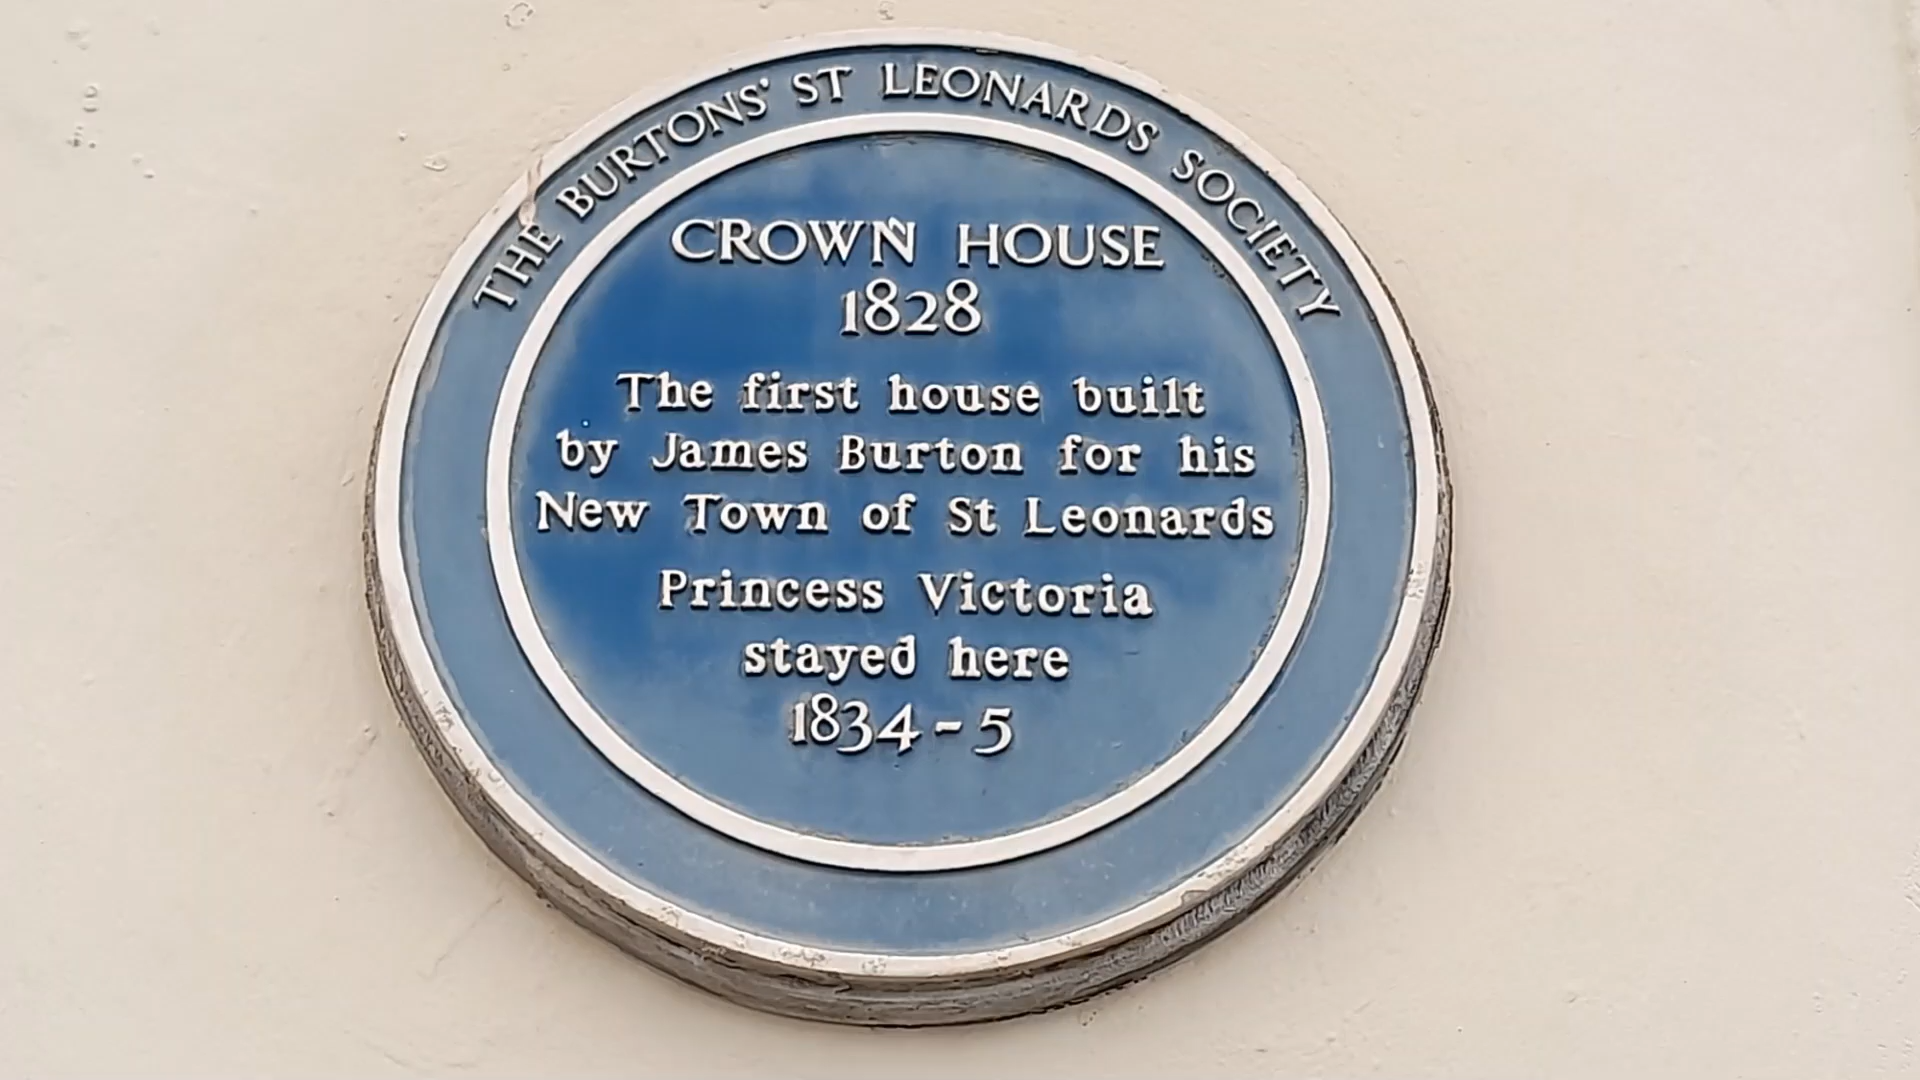 THE BURTONS' ST LEONARDS SOCIETY
CROWN HOUSE
1828
The first house built
by James Burton for his
New Town of St Leonards
Princess Victoria
stayed here
1834-5